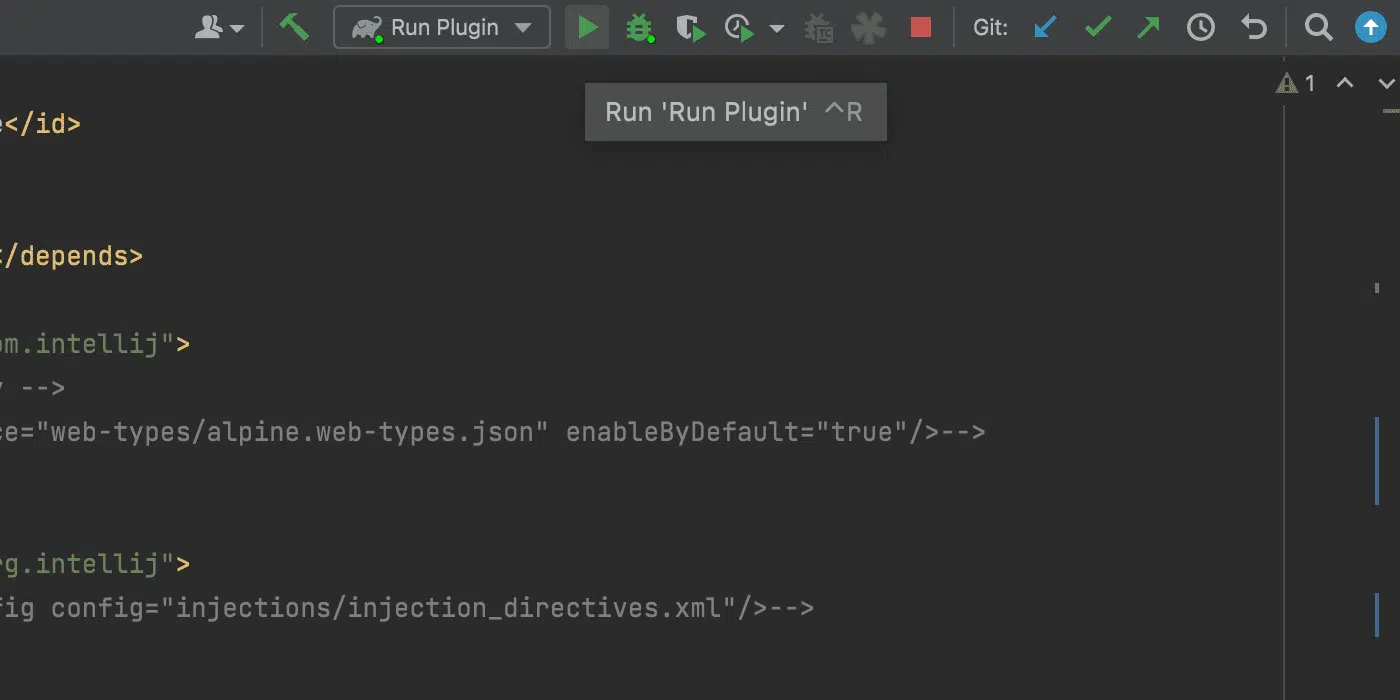 Run Plugin
Git:
Run 'Run Plugin' ^R
1
</id>
</depends>
om.intellij">
-->
ce="web-types/alpine.web-types.json" enableByDefault="true"/>-->
rg.intellij">
fig config="injections/injection_directives.xml"/>-->